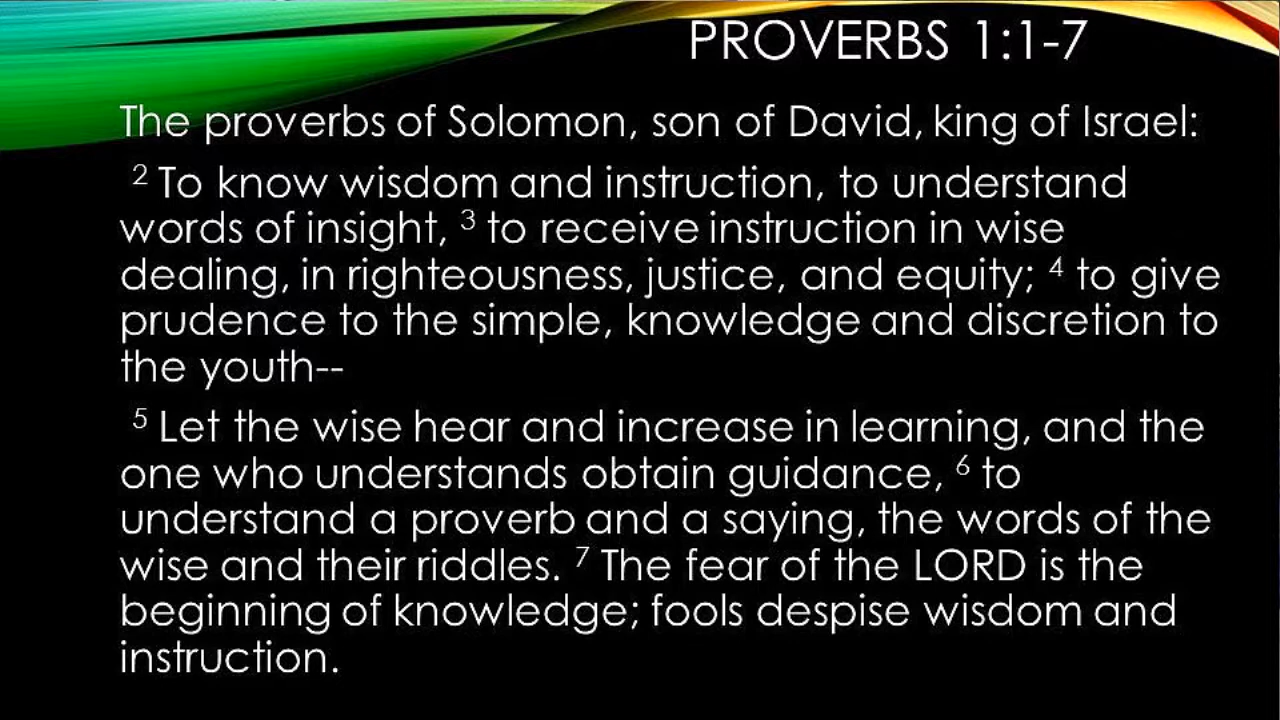 PROVERBS 1:1-7
The proverbs of Solomon, son of David, king of Israel:
2 To know wisdom and instruction, to understand
words of insight, 3 to receive instruction in wise
dealing, in righteousness, justice, and equity; 4 to give
prudence to the simple, knowledge and discretion to
the youth--
5 Let the wise hear and increase in learning, and the
one who understands obtain guidance, 6 to
understand a proverb and a saying, the words of the
wise and their riddles. 7 The fear of the LORD is the
beginning of knowledge; fools despise wisdom and
instruction.